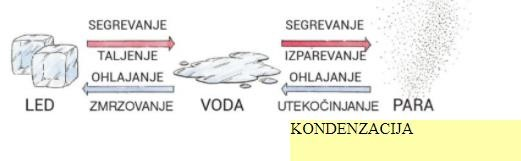 SEGREVANJE
SEGREVANJE
TALJENJE
IZPAREVANJE
OHLAJANJE
OHLAJANJE
LED
ZMRZOVANJE
VODA
UTEKOČINJANJE
PARA
KONDENZACIJA